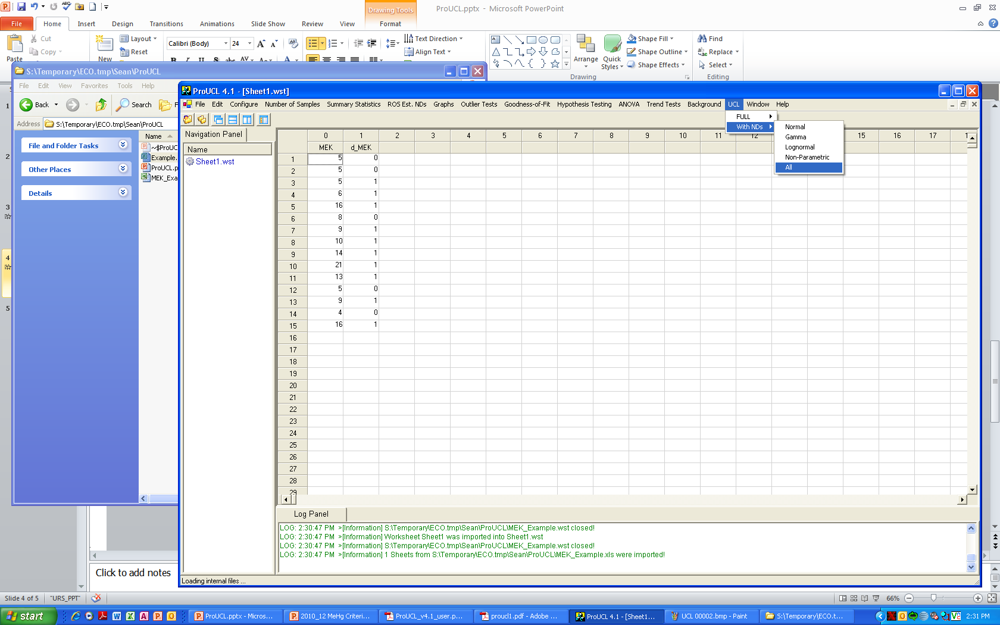 ProUCL.pptx - Microsoft PowerPoint
Drawing Tools
File Home Insert Design Transitions Animations Slide Show Review View Format
Paste
Cut
Copy
New
Layout
Reset
Calibri (Body) 24
Text Direction
Align Text
Arrange
Quick Styles
Shape Fill
Shape Outline
Shape Effects
Drawing
Find
Replace
Select
Editing
S:\Temporary\ECO.tmp\Sean\ProUCL
File Edit View Favorites Tools Help
Back Search
Address S:\Temporary\ECO.tmp\Sean\ProUCL
File and Folder Tasks
Other Places
Details
Name
~$ProUC
Example.
ProUCL.p
MEK_Exa
1
2
3
4
5
ProUCL 4.1 - [Sheet1.wst]
File Edit Configure Number of Samples Summary Statistics ROS Est. NDs Graphs Outlier Tests Goodness-of-Fit Hypothesis Testing ANOVA Trend Tests Background UCL Window Help
FULL
With NDs
Normal
Gamma
Lognormal
Non-Parametric
All
Navigation Panel
Name
Sheet1.wst
0 1 2 3 4 5 6 7 8 9 10 11 12 13 14 15 16 17
MEK d_MEK
1 5 0
2 5 0
3 5 1
4 6 1
5 16 1
6 8 0
7 9 1
8 10 1
9 14 1
10 21 1
11 13 1
12 5 0
13 9 1
14 4 0
15 16 1
16
17
18
19
20
21
22
23
24
25
26
27
28
29
Log Panel
LOG: 2:30:47 PM >[Information] S:\Temporary\ECO.tmp\Sean\ProUCL\MEK_Example.wst closed!
LOG: 2:30:47 PM >[Information] Worksheet Sheet1 was imported into Sheet1.wst
LOG: 2:30:47 PM >[Information] S:\Temporary\ECO.tmp\Sean\ProUCL\MEK_Example.wst closed!
LOG: 2:30:47 PM >[Information] 1 Sheets from S:\Temporary\ECO.tmp\Sean\ProUCL\MEK_Example.xls were imported!
Loading internal files ...
Click to add notes
Slide 4 of 5 "URS_PPT" 66%
start
ProUCL.pptx - Micros...
2010_12 MeHg Criteri...
ProUCL_v4.1_user.p...
proucl1.pdf - Adobe ...
ProUCL 4.1 - [Sheet1...
UCL 00002.bmp - Paint
S:\Temporary\ECO.t...
2:31 PM